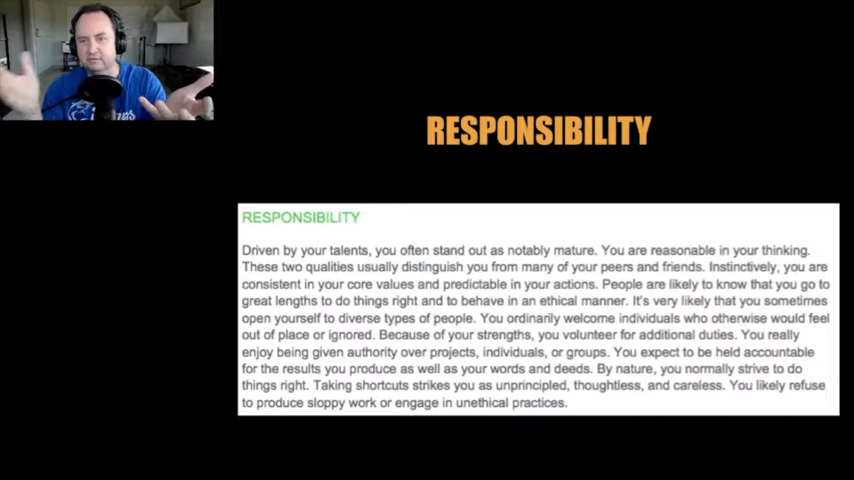 RESPONSIBILITY
RESPONSIBILITY
Driven by your talents, you often stand out as notably mature. You are reasonable in your thinking.
These two qualities usually distinguish you from many of your peers and friends. Instinctively, you are
consistent in your core values and predictable in your actions. People are likely to know that you go to
great lengths to do things right and to behave in an ethical manner. It's very likely that you sometimes
open yourself to diverse types of people. You ordinarily welcome individuals who otherwise would feel
out of place or ignored. Because of your strengths, you volunteer for additional duties. You really
enjoy being given authority over projects, individuals, or groups. You expect to be held accountable
for the results you produce as well as your words and deeds. By nature, you normally strive to do
things right. Taking shortcuts strikes you as unprincipled, thoughtless, and careless. You likely refuse
to produce sloppy work or engage in unethical practices.